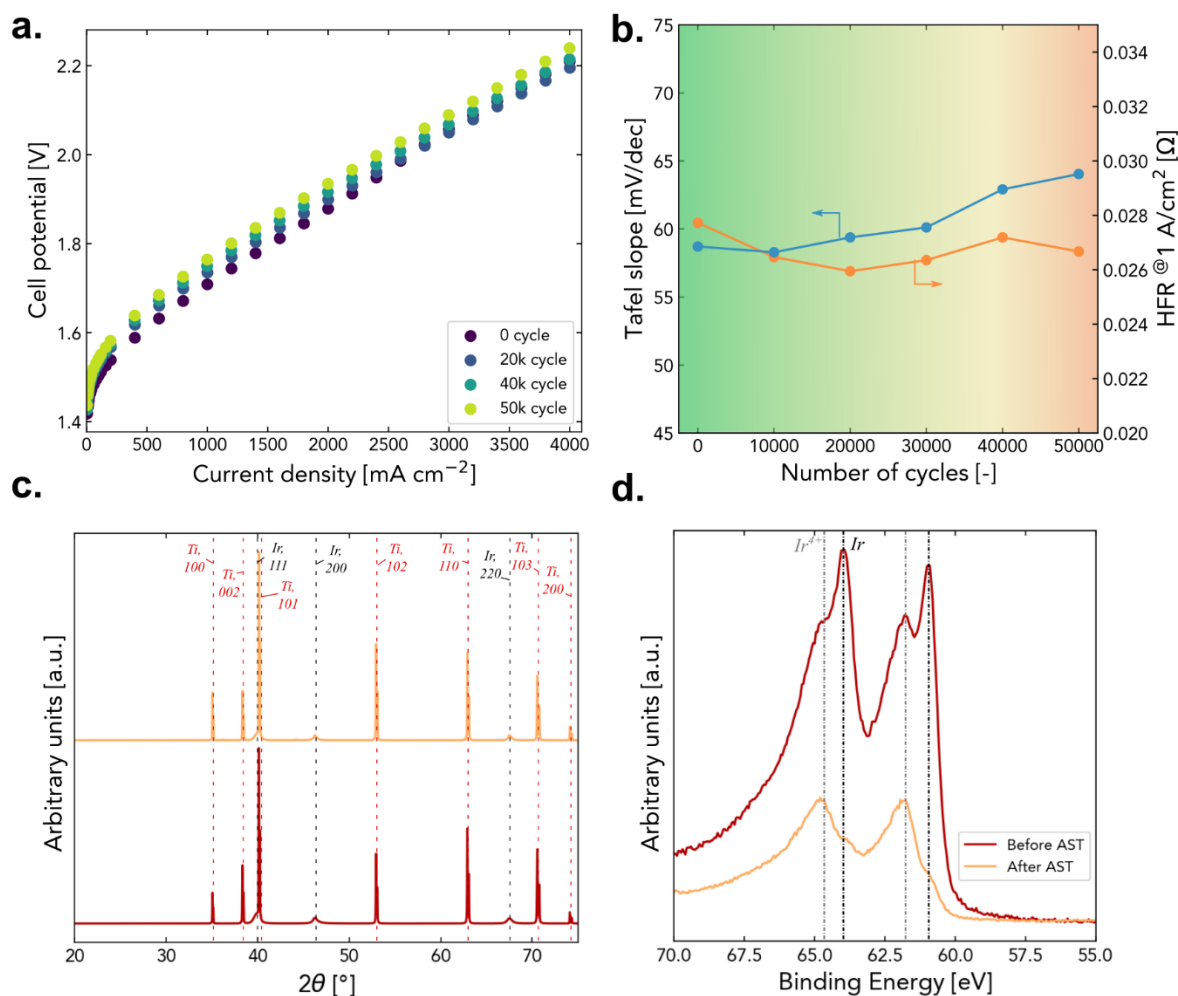 a.
2.2
2.0
1.8
1.6
1.4
Cell potential [V]
0 cycle
20k cycle
40k cycle
50k cycle
0 500 1000 1500 2000 2500 3000 3500 4000
Current density [mA cm⁻²]
b.
75
70
65
60
55
50
45
Tafel slope [mV/dec]
0.034
0.032
0.030
0.028
0.026
0.024
0.022
0.020
HFR @1 A/cm² [Ω]
0 10000 20000 30000 40000 50000
Number of cycles [-]
c.
Ti,
100
Ti,
002
Ir,
111
Ti,
101
Ir,
200
Ti,
102
Ti,
110
Ir,
220
Ti,
103
Ti,
200
Arbitrary units [a.u.]
20 30 40 50 60 70
2θ [°]
d.
Ir⁴⁺
Ir
Arbitrary units [a.u.]
Before AST
After AST
70.0 67.5 65.0 62.5 60.0 57.5 55.0
Binding Energy [eV]